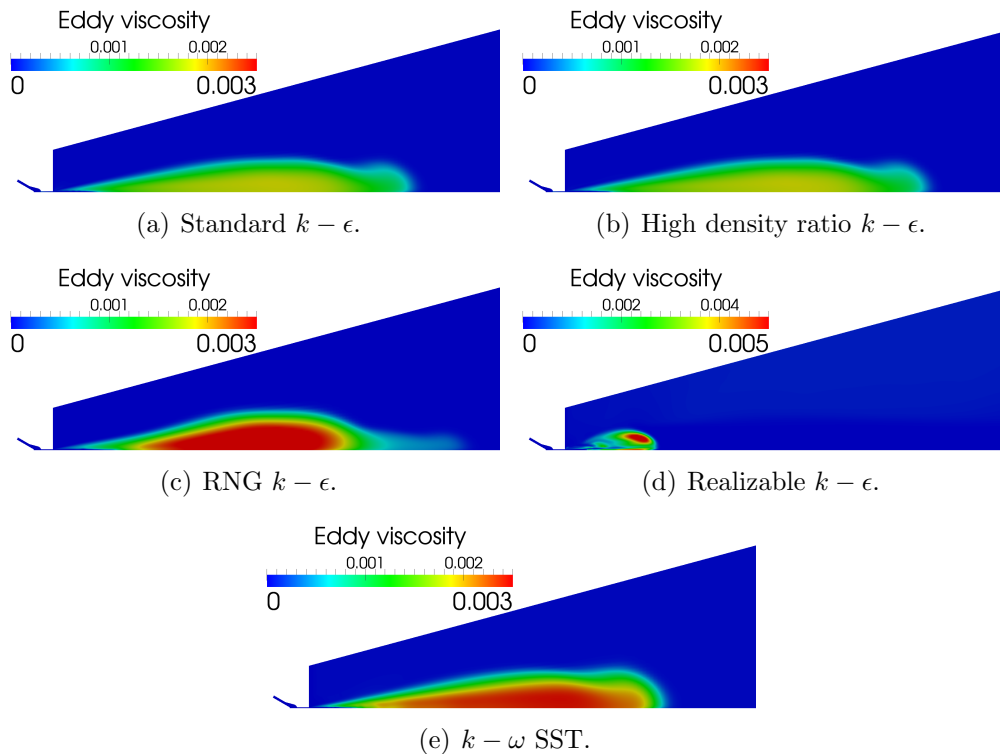 Eddy viscosity
0.001 0.002
0 0.003
(a) Standard k − ϵ.
Eddy viscosity
0.001 0.002
0 0.003
(b) High density ratio k − ϵ.
Eddy viscosity
0.001 0.002
0 0.003
(c) RNG k − ϵ.
Eddy viscosity
0.002 0.004
0 0.005
(d) Realizable k − ϵ.
Eddy viscosity
0.001 0.002
0 0.003
(e) k − ω SST.